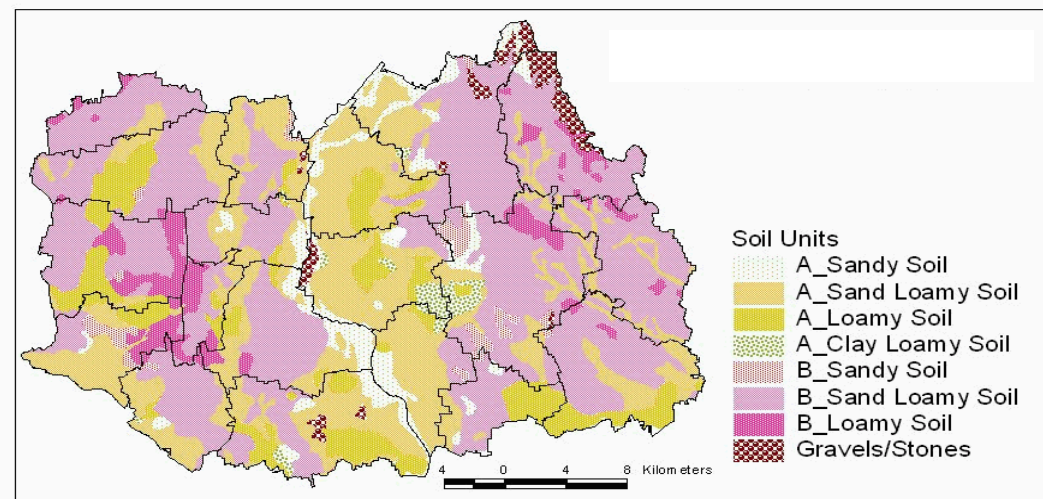 Soil Units
A_Sandy Soil
A_Sand Loamy Soil
A_Loamy Soil
A_Clay Loamy Soil
B_Sandy Soil
B_Sand Loamy Soil
B_Loamy Soil
Gravels/Stones
4 0 4 8 Kilometers